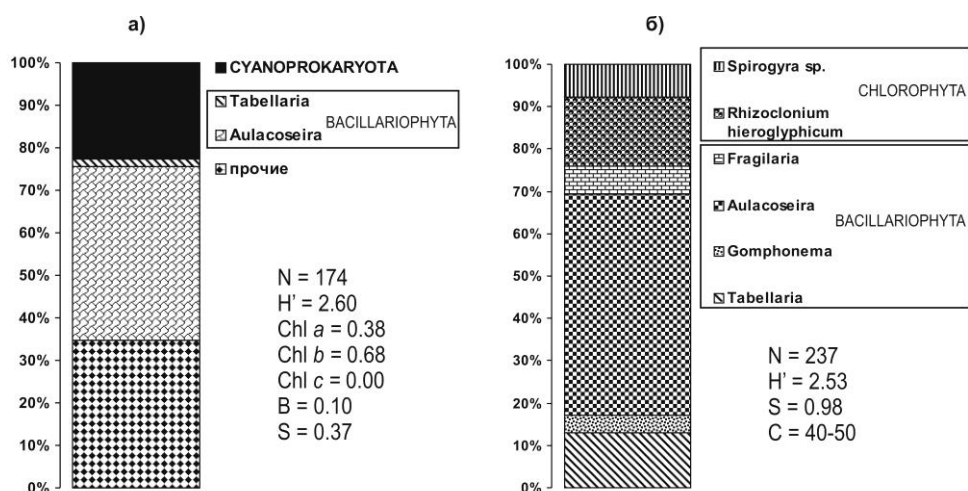 а)
100%
90%
80%
70%
60%
50%
40%
30%
20%
10%
0%
CYANOPROKARYOTA
Tabellaria
BACILLARIOPHYTA
Aulacoseira
прочие
N = 174
H’ = 2.60
Chl a = 0.38
Chl b = 0.68
Chl c = 0.00
B = 0.10
S = 0.37
б)
100%
90%
80%
70%
60%
50%
40%
30%
20%
10%
0%
Spirogyra sp.
CHLOROPHYTA
Rhizoclonium
hieroglyphicum
Fragilaria
Aulacoseira
BACILLARIOPHYTA
Gomphonema
Tabellaria
N = 237
H’ = 2.53
S = 0.98
C = 40-50